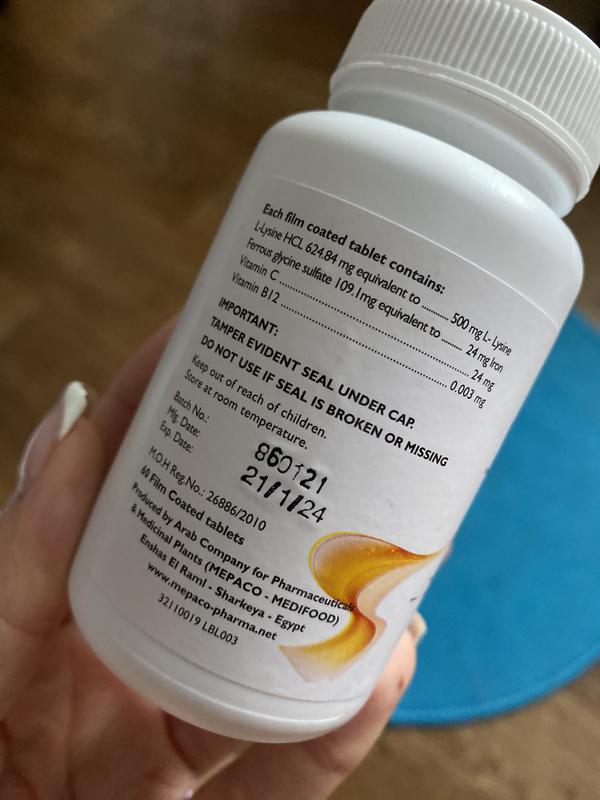 Each film coated tablet contains:
L-Lysine HCL 624.84 mg equivalent to ......... 500 mg L- Lysine
Ferrous glycine sulfate 109.1mg equivalent to ....... 24 mg Iron
Vitamin C ............................................................ 24 mg
Vitamin B12 ...................................................... 0.003 mg
IMPORTANT:
TAMPER EVIDENT SEAL UNDER CAP.
DO NOT USE IF SEAL IS BROKEN OR MISSING
Keep out of reach of children.
Store at room temperature.
Batch No.:
Mfg. Date:
Exp. Date:
21/1/24
M.O.H Reg.No.: 26886/2010
60 Film Coated tablets
Produced by Arab Company for Pharmaceuticals
& Medicinal Plants (MEPACO - MEDIFOOD)
Enshas El Raml - Sharkeya - Egypt
www.mepaco-pharma.net
32110019 LBL003